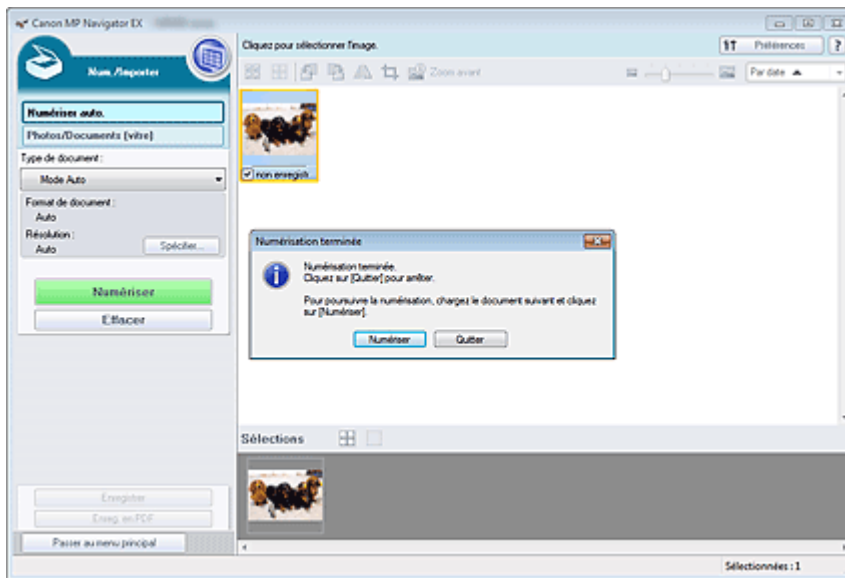 Canon MP Navigator EX
Num./Importer
Cliquez pour sélectionner l'image.
Préférences
?
Zoom avant
Par date
Numériser auto.
Photos/Documents (vitre)
Type de document :
Mode Auto
Format de document :
Auto
Résolution :
Auto
Spécifier...
Numériser
Effacer
non enregistr...
Numérisation terminée
Numérisation terminée.
Cliquez sur [Quitter] pour arrêter.
Pour poursuivre la numérisation, chargez le document suivant et cliquez
sur [Numériser].
Numériser
Quitter
Sélections
Enregistrer
Enreg. en PDF
Passer au menu principal
Sélectionnées : 1